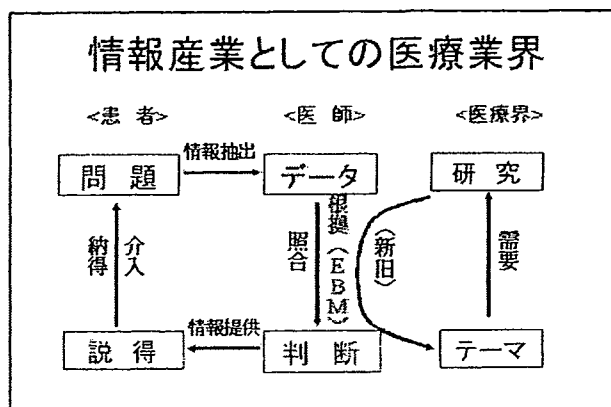 情報産業としての医療業界
<患 者>
<医 師>
<医療界>
問 題
情報抽出
データ
研 究
納得
介入
照合
根拠(EBM)
(新旧)
需要
説 得
情報提供
判 断
テーマ